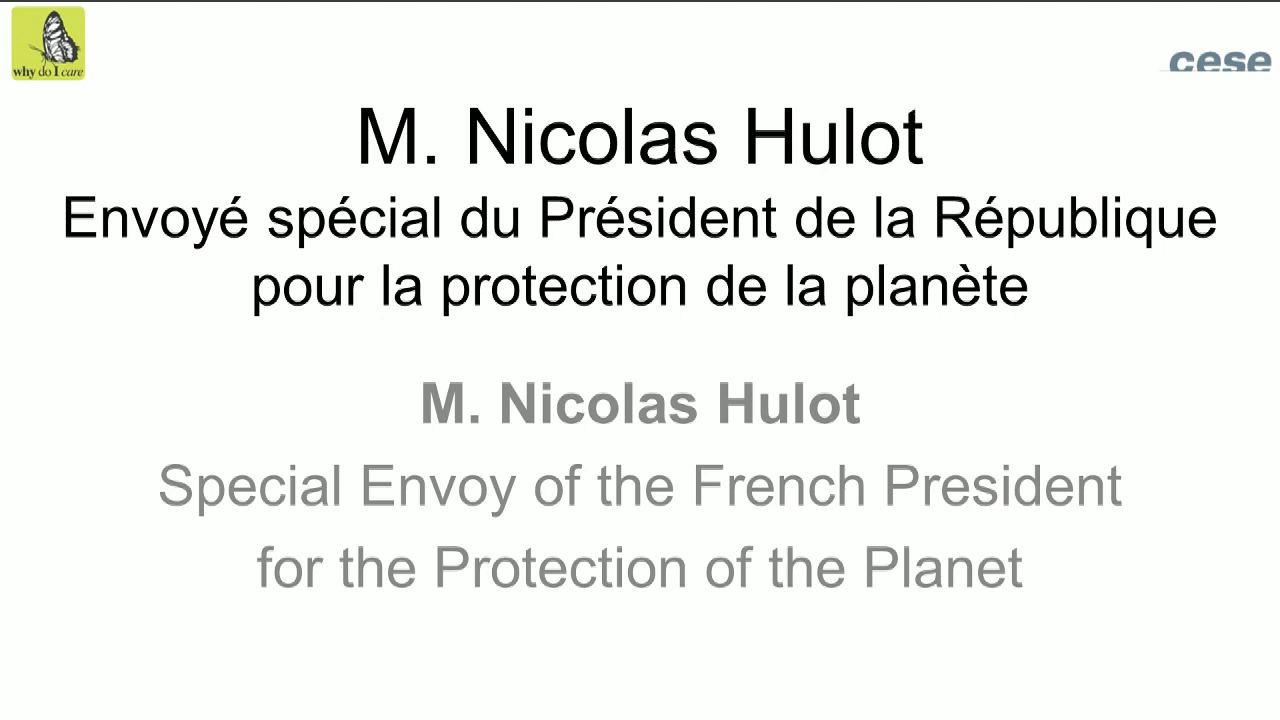 why do I care
cese
M. Nicolas Hulot
Envoyé spécial du Président de la République
pour la protection de la planète
M. Nicolas Hulot
Special Envoy of the French President
for the Protection of the Planet